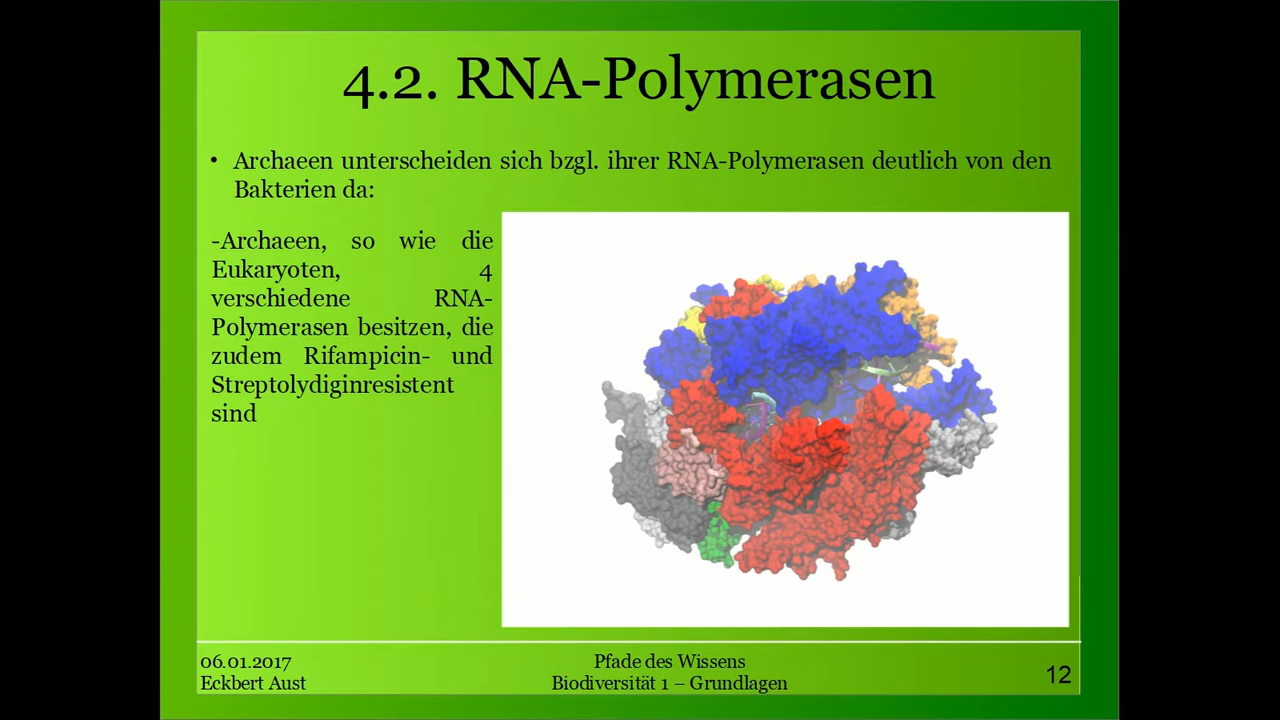 4.2. RNA-Polymerasen
• Archaeen unterscheiden sich bzgl. ihrer RNA-Polymerasen deutlich von den
Bakterien da:
-Archaeen, so wie die
Eukaryoten, 4
verschiedene RNA-
Polymerasen besitzen, die
zudem Rifampicin- und
Streptolydiginresistent
sind
06.01.2017
Eckbert Aust
Pfade des Wissens
Biodiversität 1 – Grundlagen
12